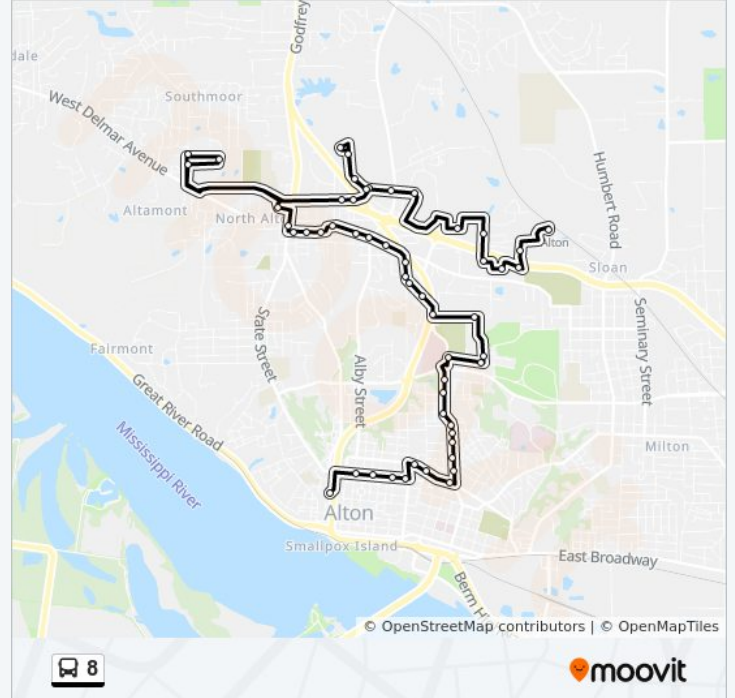 Godfrey
dale
Southmoor
West Delmar Avenue
Humbert Road
Altamont
North Alt
Alton
Sloan
State Street
Seminary Street
Fairmont
Alby Street
Great River Road
Mississippi River
Milton
Alton
Smallpox Island
East Broadway
Berm H
© OpenStreetMap contributors | © OpenMapTiles
8
moovit